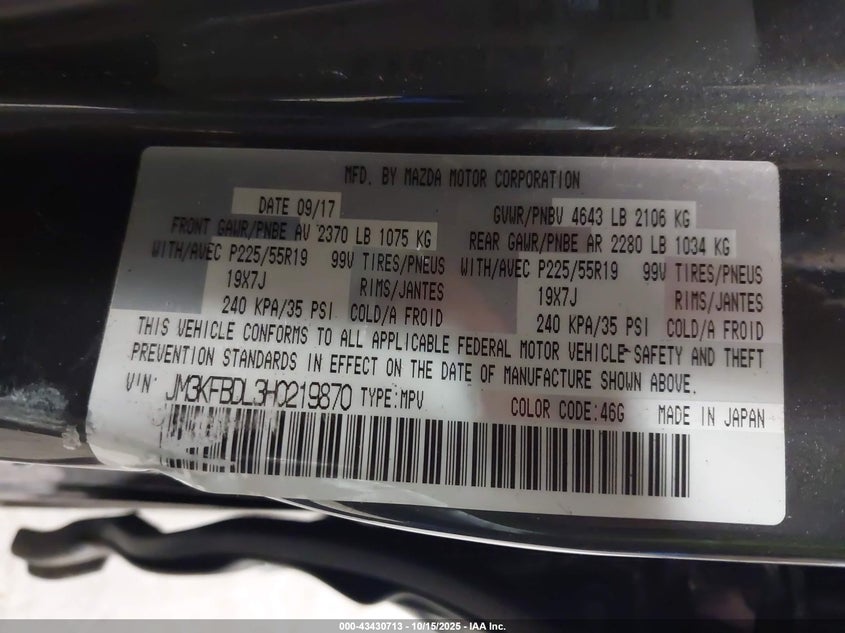 MFD. BY MAZDA MOTOR CORPORATION
DATE 09/17 GVWR/PNBV 4643 LB 2106 KG
FRONT GAWR/PNBE AV 2370 LB 1075 KG REAR GAWR/PNBE AR 2280 LB 1034 KG
WITH/AVEC P225/55R19 99V TIRES/PNEUS WITH/AVEC P225/55R19 99V TIRES/PNEUS
19X7J RIMS/JANTES 19X7J RIMS/JANTES
240 KPA/35 PSI COLD/A FROID 240 KPA/35 PSI COLD/A FROID
THIS VEHICLE CONFORMS TO ALL APPLICABLE FEDERAL MOTOR VEHICLE SAFETY AND THEFT
PREVENTION STANDARDS IN EFFECT ON THE DATE OF MANUFACTURE SHOWN ABOVE.
VIN: JM3KFBDL3H0219870 TYPE:MPV COLOR CODE:46G MADE IN JAPAN
000-43430713 - 10/15/2025 - IAA Inc.